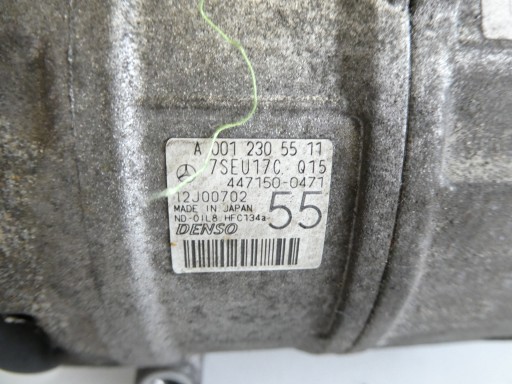 A 001 230 55 11
7SEU17C Q15
447150-0471
12J00702
MADE IN JAPAN
ND-OIL8 HFC134a
55
DENSO